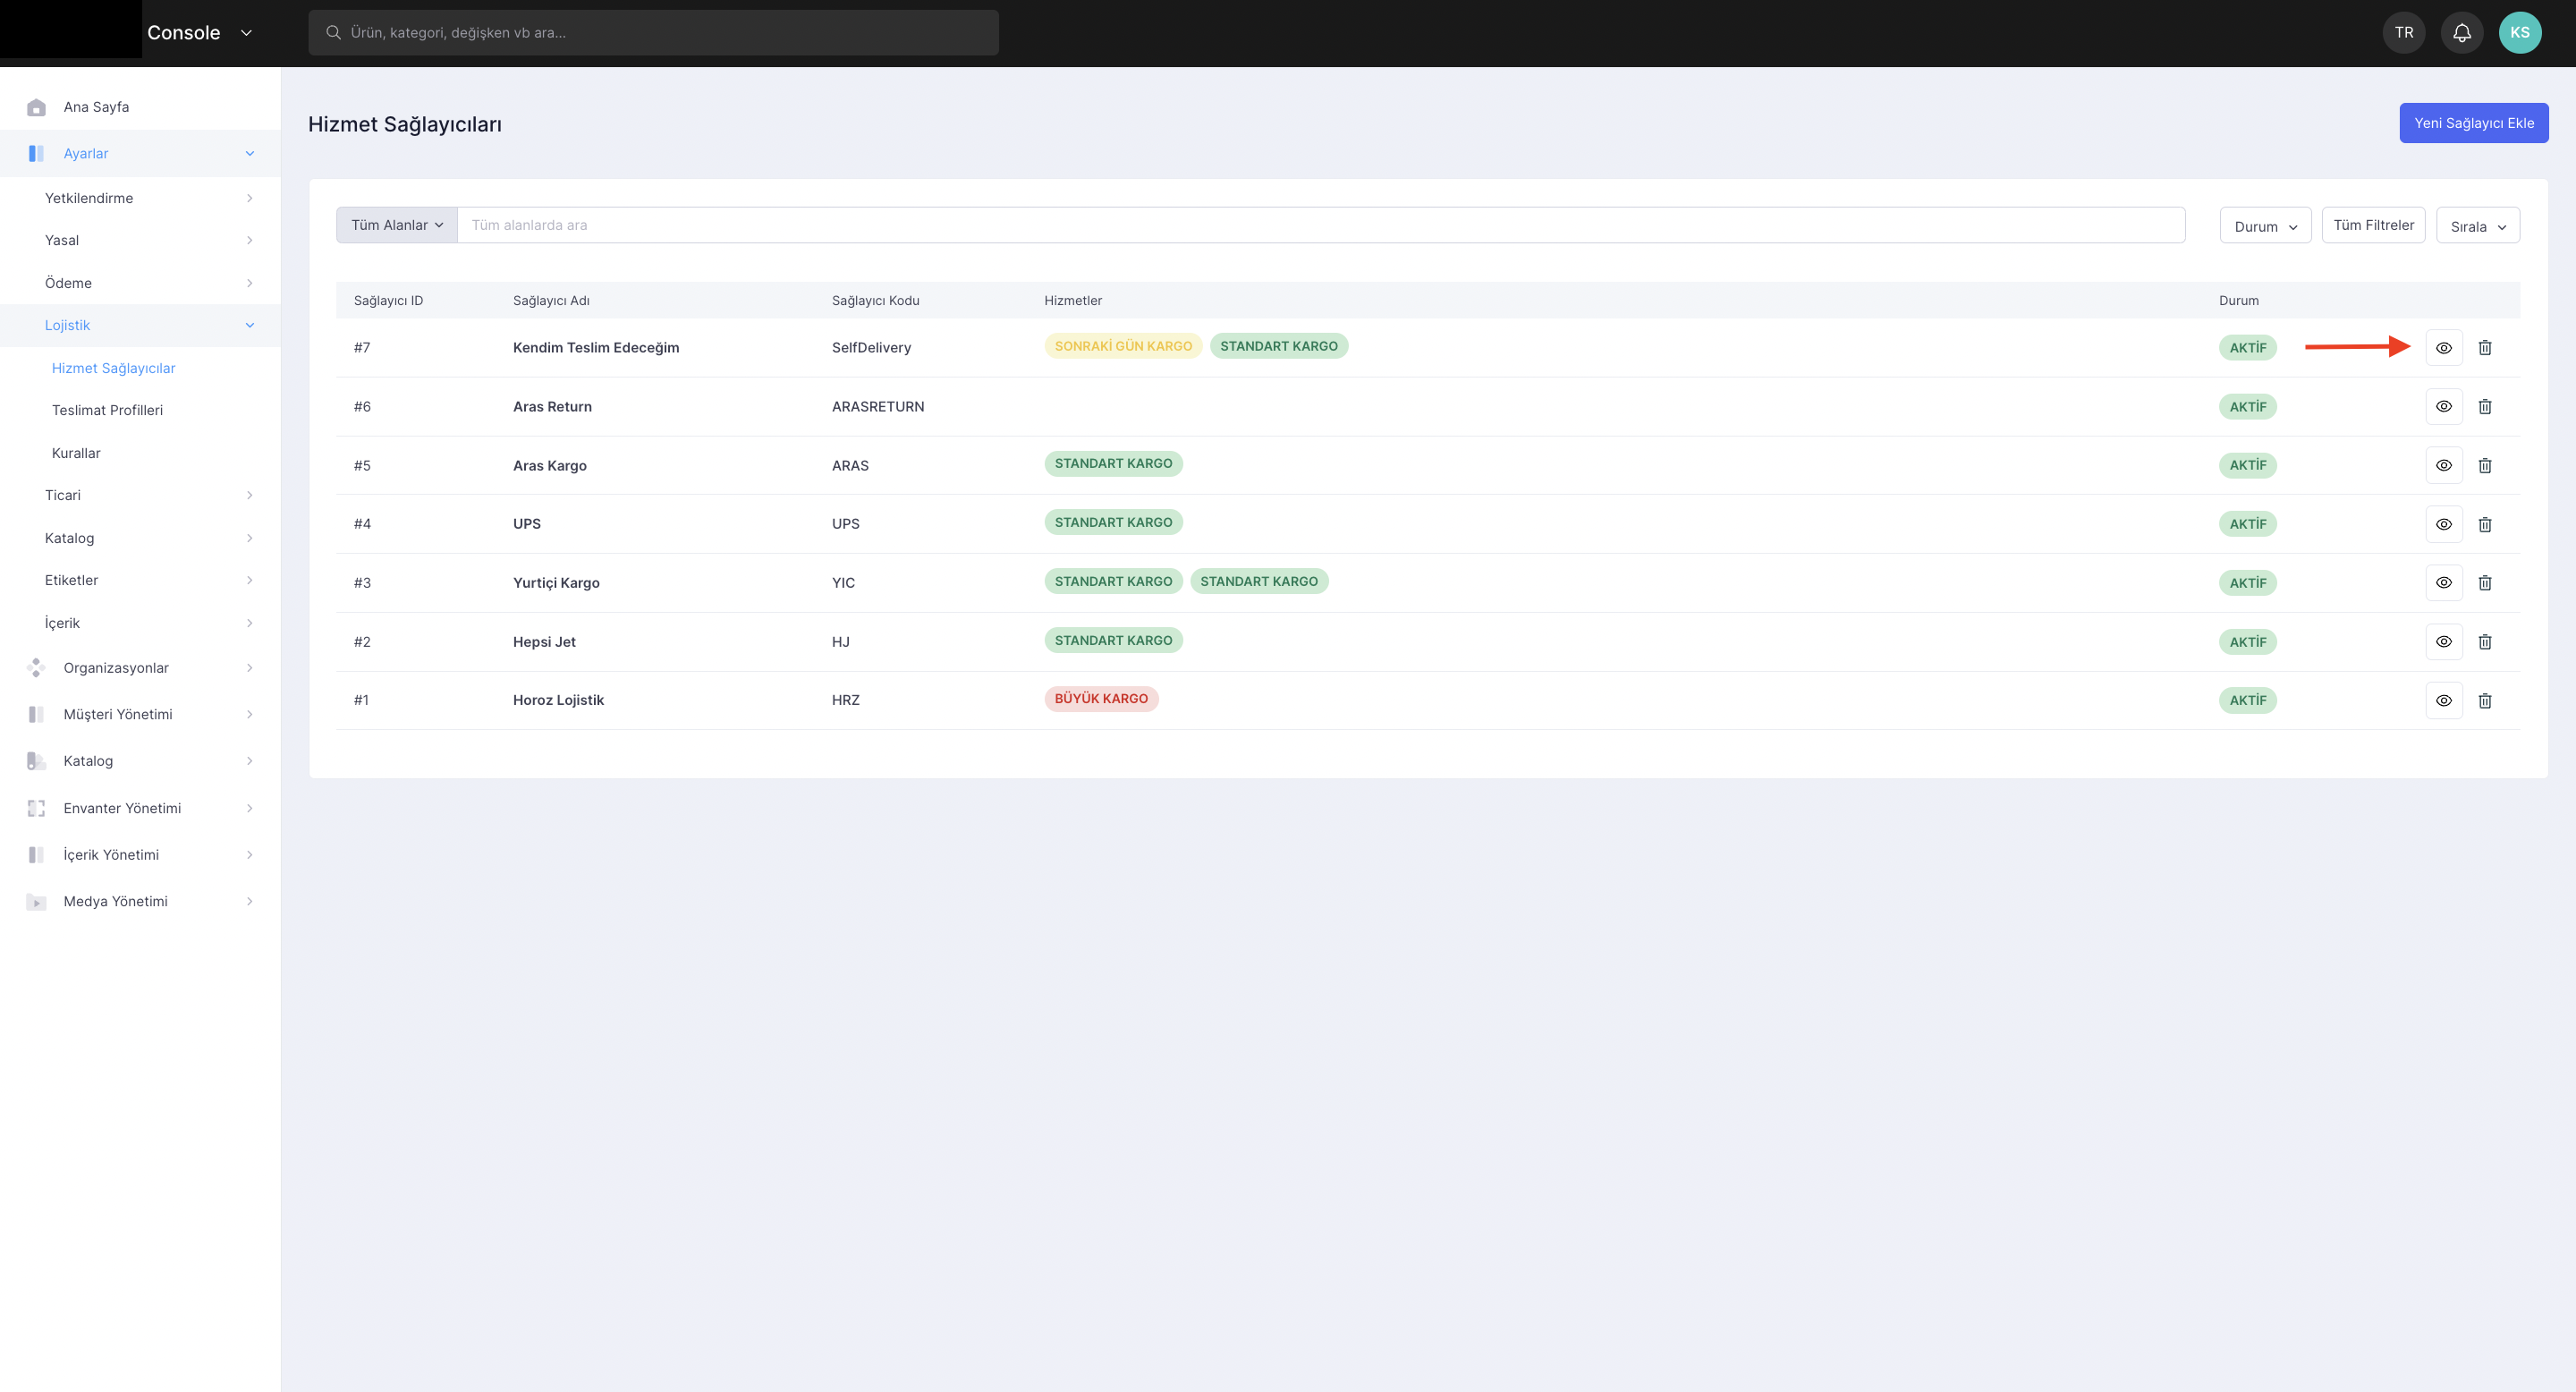 Console
Ürün, kategori, değişken vb ara...
TR
KS
Ana Sayfa
Ayarlar
Yetkilendirme
Yasal
Ödeme
Lojistik
Hizmet Sağlayıcılar
Teslimat Profilleri
Kurallar
Ticari
Katalog
Etiketler
İçerik
Organizasyonlar
Müşteri Yönetimi
Katalog
Envanter Yönetimi
İçerik Yönetimi
Medya Yönetimi
Hizmet Sağlayıcıları
Yeni Sağlayıcı Ekle
Tüm Alanlar Tüm alanlarda ara Durum Tüm Filtreler Sırala
Sağlayıcı ID Sağlayıcı Adı Sağlayıcı Kodu Hizmetler Durum
#7 Kendim Teslim Edeceğim SelfDelivery SONRAKİ GÜN KARGO STANDART KARGO AKTİF
#6 Aras Return ARASRETURN AKTİF
#5 Aras Kargo ARAS STANDART KARGO AKTİF
#4 UPS UPS STANDART KARGO AKTİF
#3 Yurtiçi Kargo YIC STANDART KARGO STANDART KARGO AKTİF
#2 Hepsi Jet HJ STANDART KARGO AKTİF
#1 Horoz Lojistik HRZ BÜYÜK KARGO AKTİF